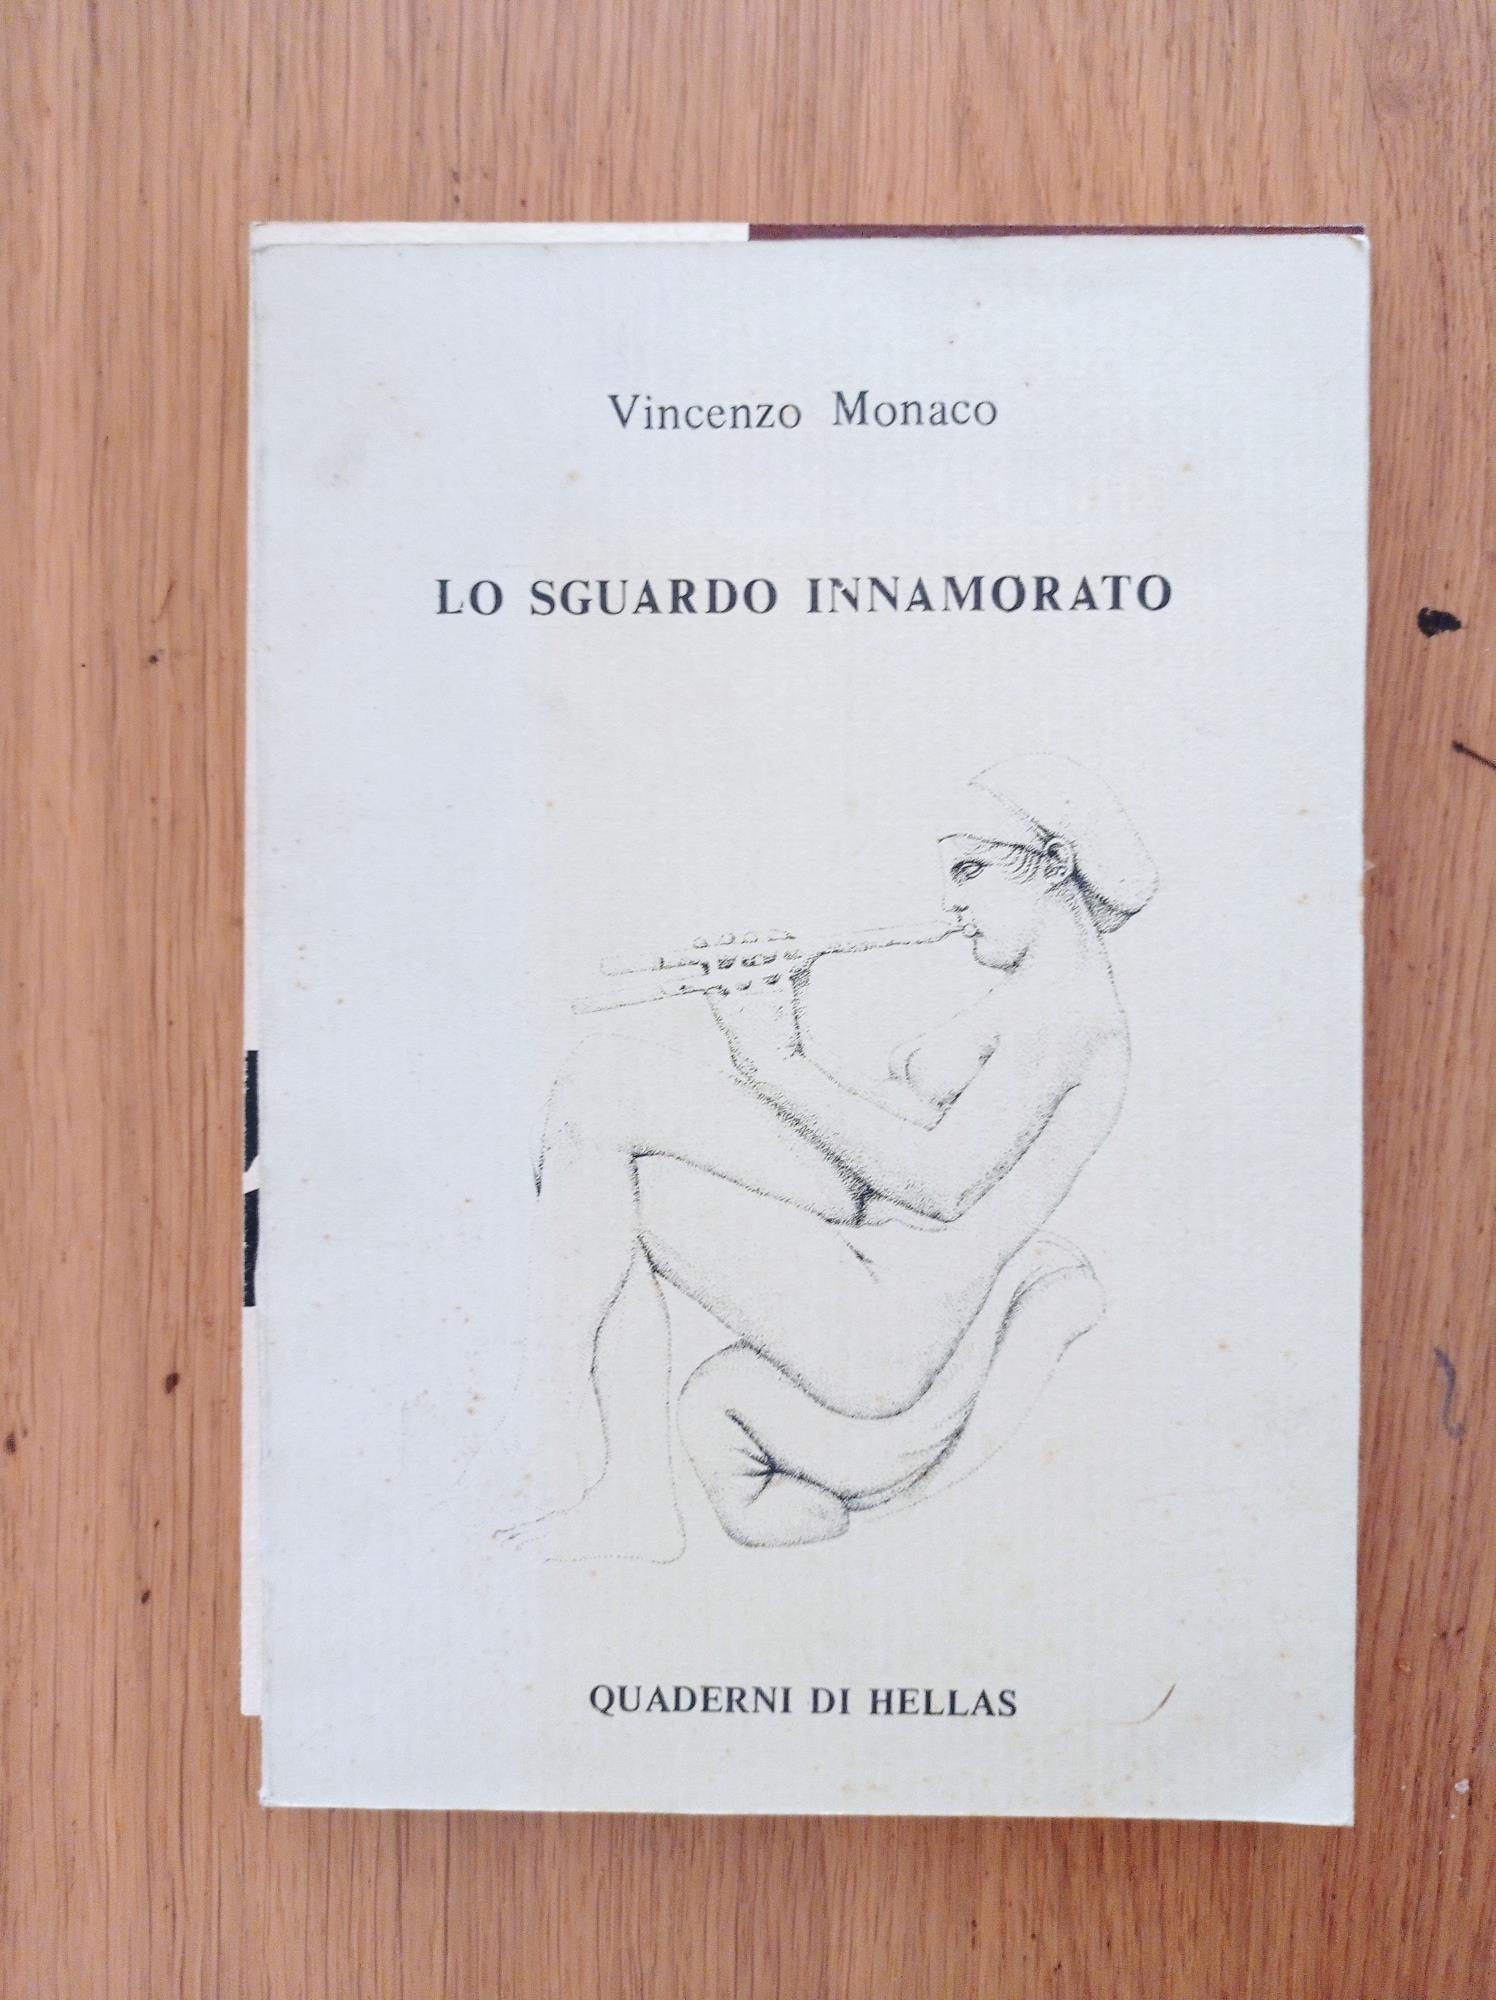 Vincenzo Monaco
LO SGUARDO INNAMORATO
QUADERNI DI HELLAS